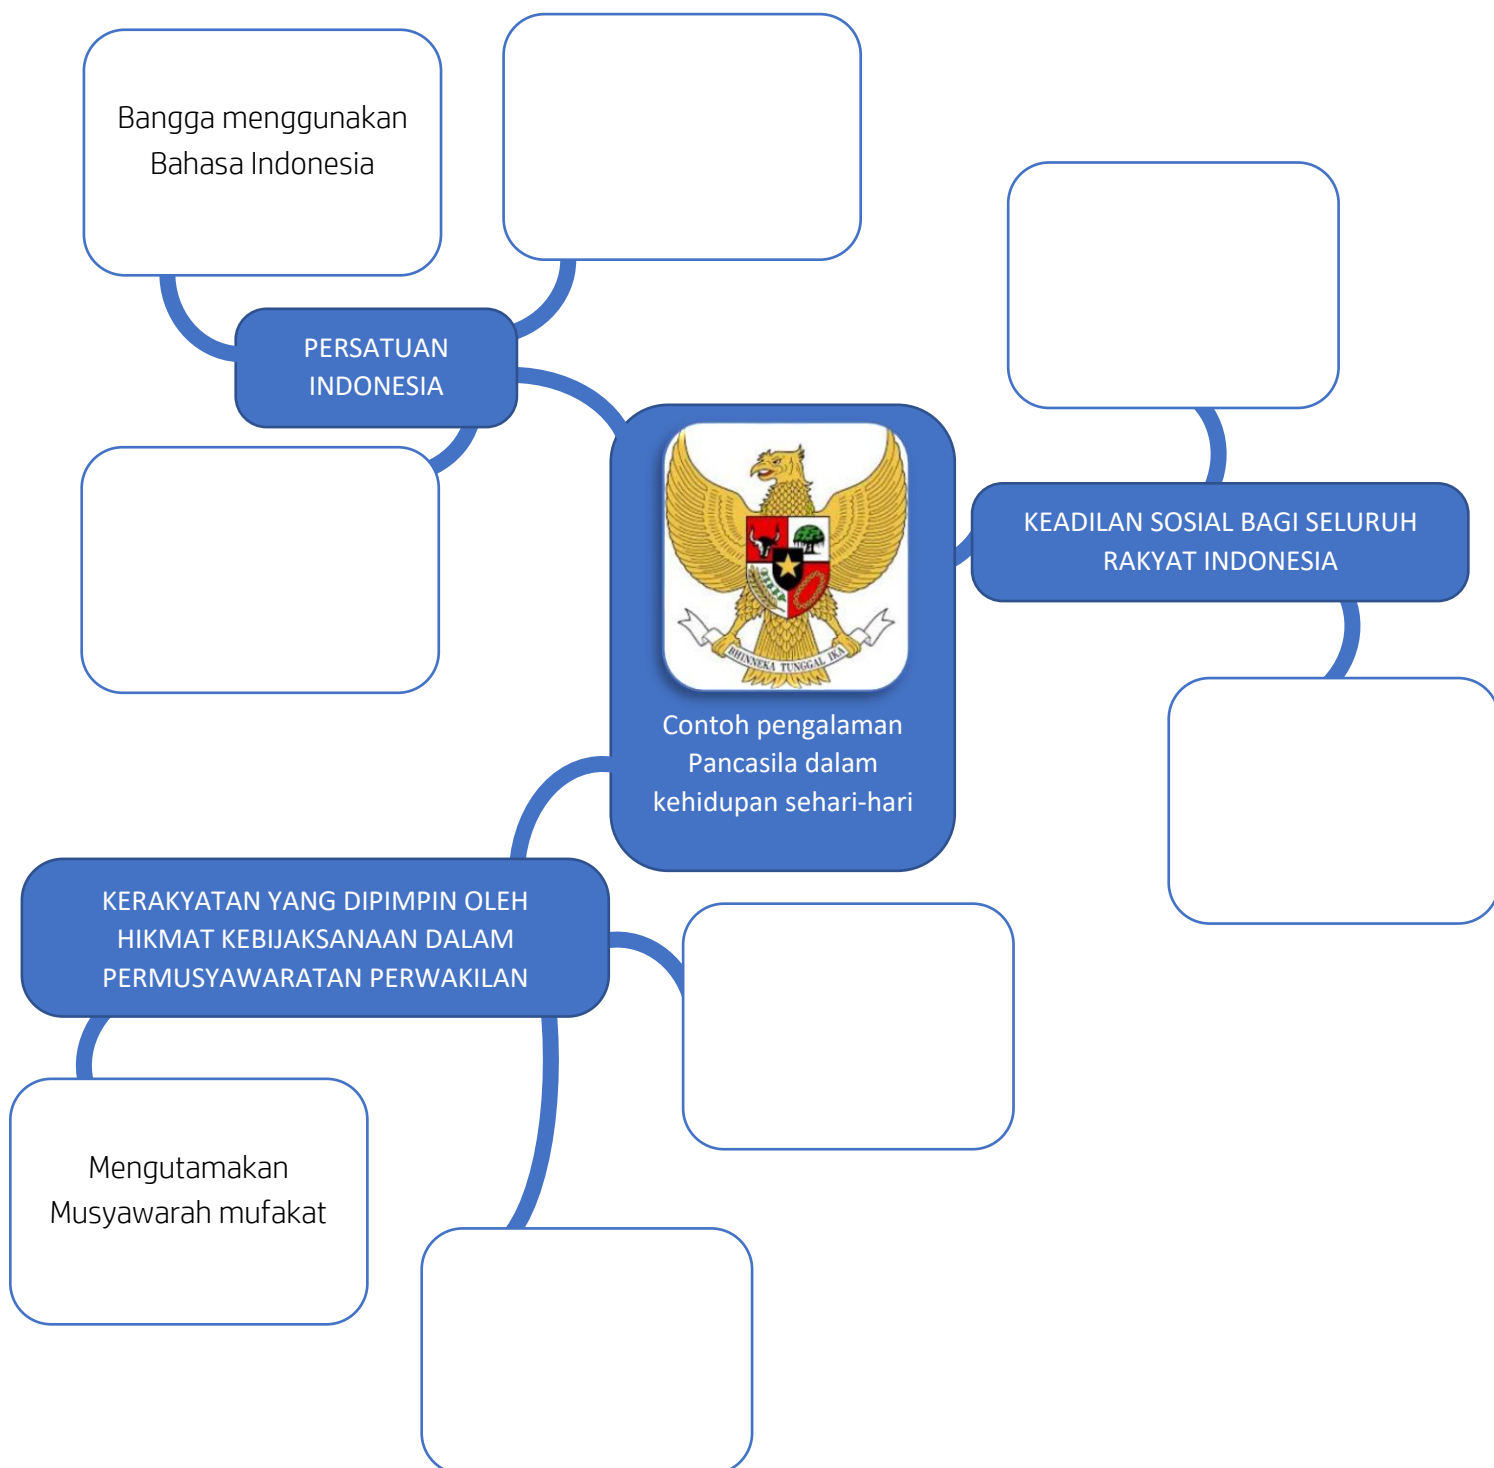 Bangga menggunakan
Bahasa Indonesia
PERSATUAN
INDONESIA
KEADILAN SOSIAL BAGI SELURUH
RAKYAT INDONESIA
BHINNEKA TUNGGAL IKA
Contoh pengalaman
Pancasila dalam
kehidupan sehari-hari
KERAKYATAN YANG DIPIMPIN OLEH
HIKMAT KEBIJAKSANAAN DALAM
PERMUSYAWARATAN PERWAKILAN
Mengutamakan
Musyawarah mufakat